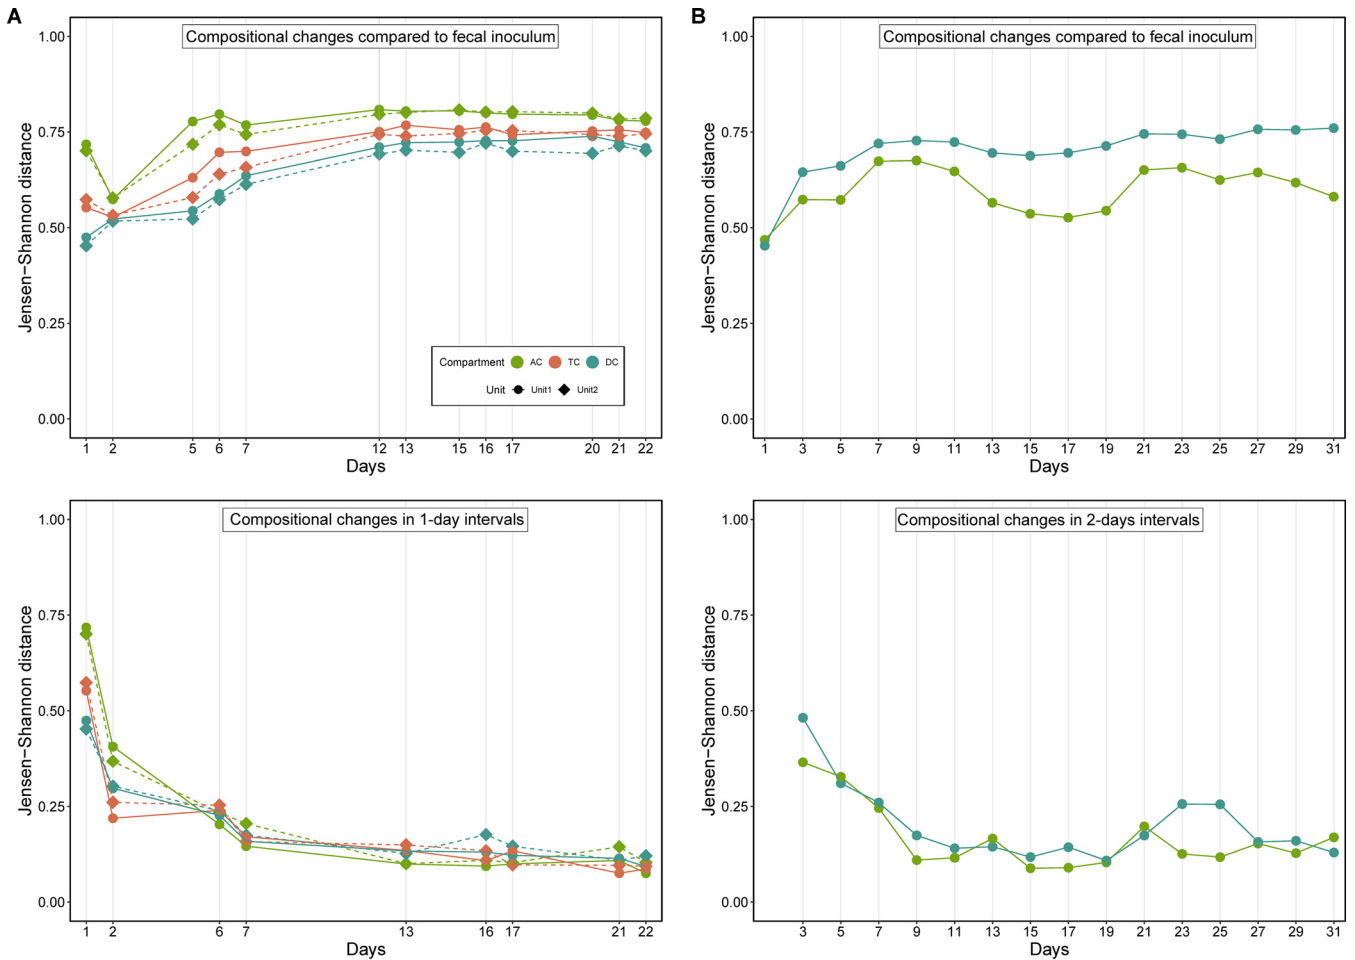 A
Compositional changes compared to fecal inoculum
Jensen−Shannon distance
1.00
0.75
0.50
0.25
0.00
Compartment AC TC DC
Unit Unit1 Unit2
1 2 5 6 7 12 13 15 16 17 20 21 22
Days
B
Compositional changes compared to fecal inoculum
Jensen−Shannon distance
1.00
0.75
0.50
0.25
0.00
1 3 5 7 9 11 13 15 17 19 21 23 25 27 29 31
Days
Compositional changes in 1-day intervals
Jensen−Shannon distance
1.00
0.75
0.50
0.25
0.00
1 2 6 7 13 16 17 21 22
Days
Compositional changes in 2-days intervals
Jensen−Shannon distance
1.00
0.75
0.50
0.25
0.00
3 5 7 9 11 13 15 17 19 21 23 25 27 29 31
Days